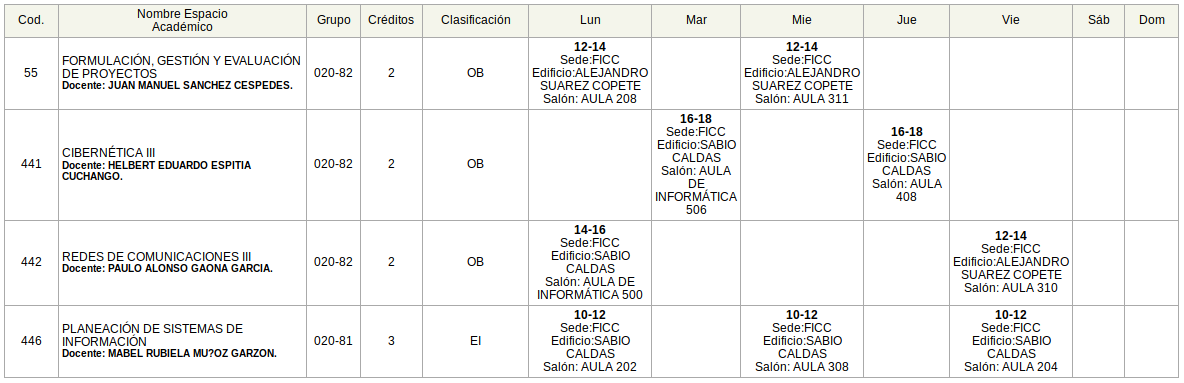 Cod.
Nombre Espacio
Académico
Grupo
Créditos
Clasificación
Lun
Mar
Mie
Jue
Vie
Sáb
Dom
55
FORMULACIÓN, GESTIÓN Y EVALUACIÓN
DE PROYECTOS
Docente: JUAN MANUEL SANCHEZ CESPEDES.
020-82
2
OB
12-14
Sede:FICC
Edificio:ALEJANDRO
SUAREZ COPETE
Salón: AULA 208
12-14
Sede:FICC
Edificio:ALEJANDRO
SUAREZ COPETE
Salón: AULA 311
441
CIBERNÉTICA III
Docente: HELBERT EDUARDO ESPITIA
CUCHANGO.
020-82
2
OB
16-18
Sede:FICC
Edificio:SABIO
CALDAS
Salón: AULA
DE
INFORMÁTICA
506
16-18
Sede:FICC
Edificio:SABIO
CALDAS
Salón: AULA
408
442
REDES DE COMUNICACIONES III
Docente: PAULO ALONSO GAONA GARCIA.
020-82
2
OB
14-16
Sede:FICC
Edificio:SABIO
CALDAS
Salón: AULA DE
INFORMÁTICA 500
12-14
Sede:FICC
Edificio:ALEJANDRO
SUAREZ COPETE
Salón: AULA 310
446
PLANEACIÓN DE SISTEMAS DE
INFORMACIÓN
Docente: MABEL RUBIELA MU?OZ GARZON.
020-81
3
EI
10-12
Sede:FICC
Edificio:SABIO
CALDAS
Salón: AULA 202
10-12
Sede:FICC
Edificio:SABIO
CALDAS
Salón: AULA 308
10-12
Sede:FICC
Edificio:SABIO
CALDAS
Salón: AULA 204